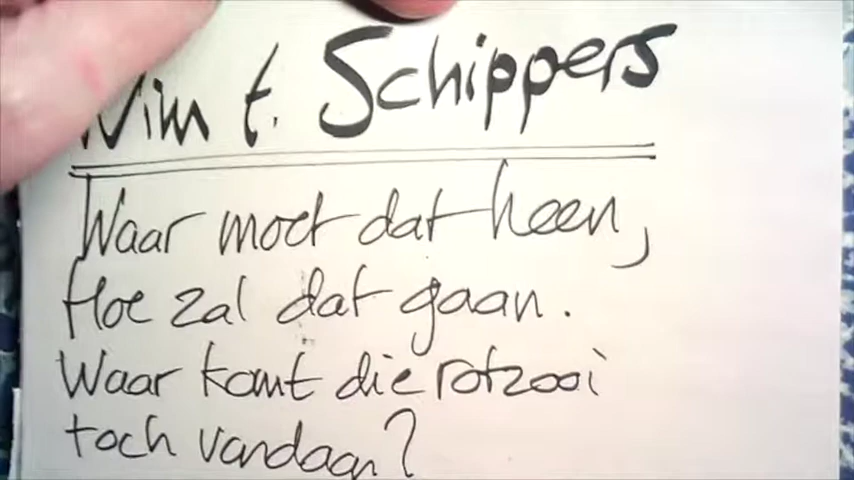 Wim t. Schippers
Waar moet dat heen,
Hoe zal dat gaan.
Waar komt die rotzooi
toch vandaan?